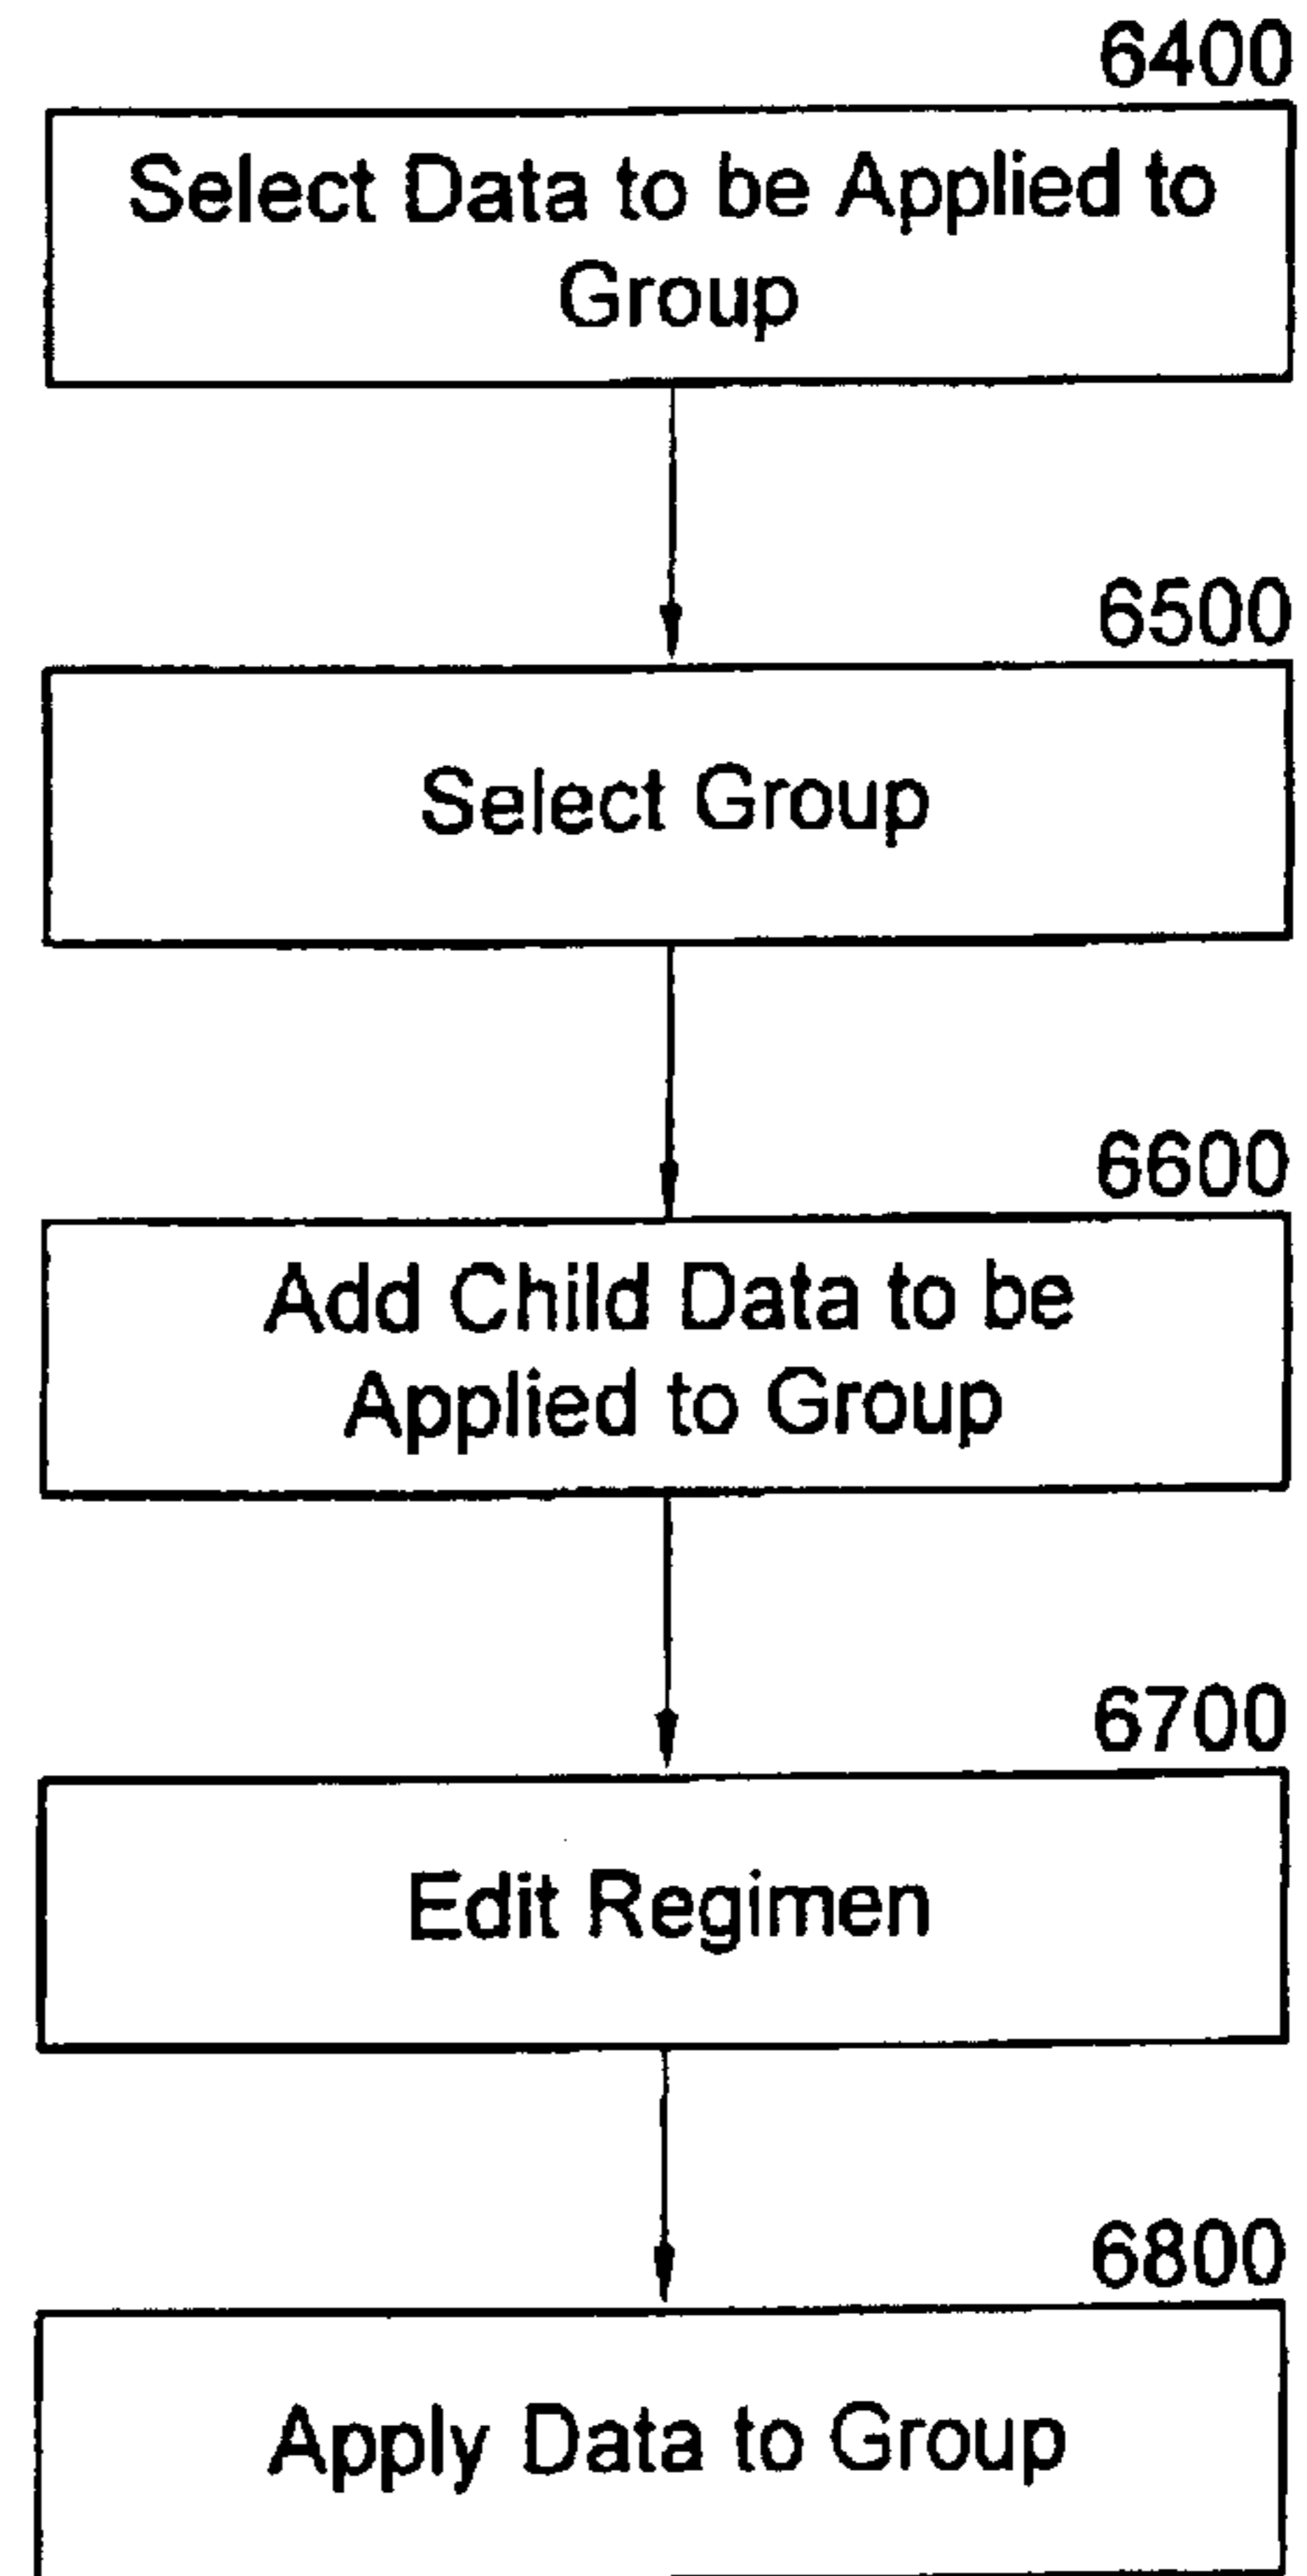 6400
Select Data to be Applied to
Group
6500
Select Group
6600
Add Child Data to be
Applied to Group
6700
Edit Regimen
6800
Apply Data to Group